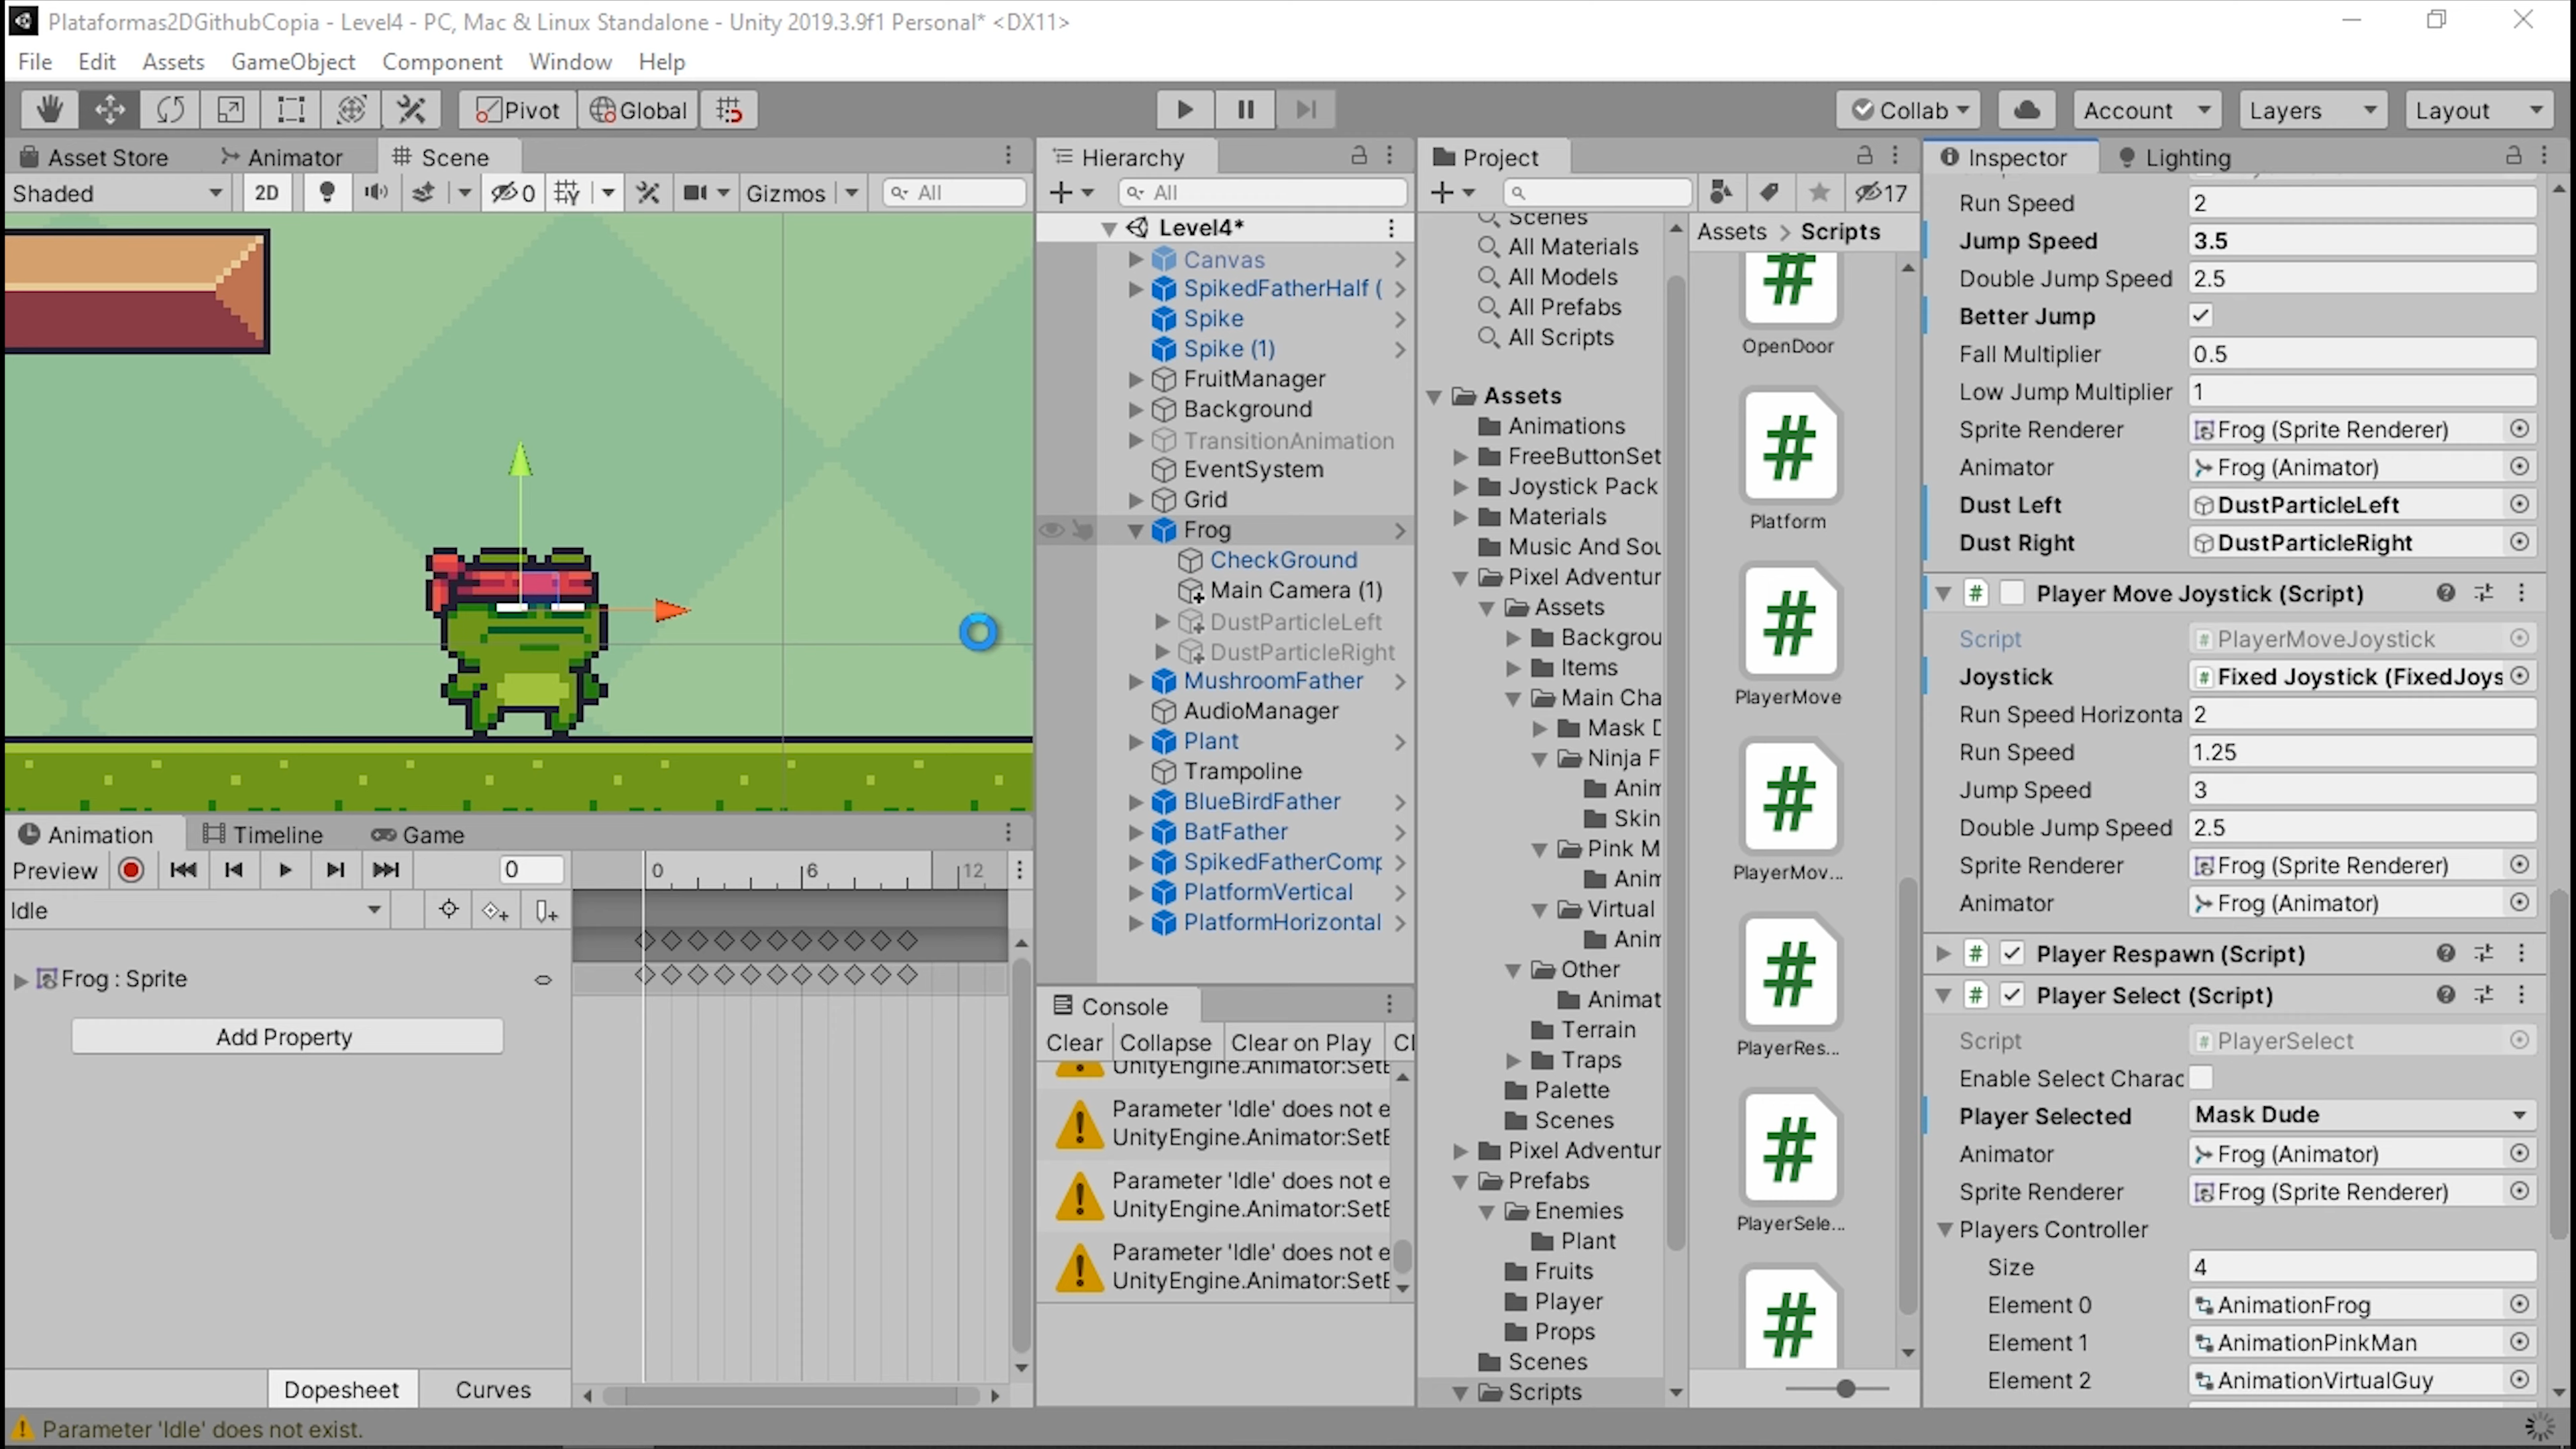 Plataformas2DGithubCopia - Level4 - PC, Mac & Linux Standalone - Unity 2019.3.9f1 Personal* <DX11>
File Edit Assets GameObject Component Window Help
Pivot Global Collab Account Layers Layout
Asset Store Animator Scene
Shaded 2D 0 Gizmos All
Animation Timeline Game
Preview 0 0 6 12
Idle
Frog : Sprite
Add Property
Dopesheet Curves
Parameter 'Idle' does not exist.
Hierarchy
All
Level4*
Canvas
SpikedFatherHalf (
Spike
Spike (1)
FruitManager
Background
TransitionAnimation
EventSystem
Grid
Frog
CheckGround
Main Camera (1)
DustParticleLeft
DustParticleRight
MushroomFather
AudioManager
Plant
Trampoline
BlueBirdFather
BatFather
SpikedFatherComp
PlatformVertical
PlatformHorizontal
Console
Clear Collapse Clear on Play Cl
UnityEngine.Animator:SetE
Parameter 'Idle' does not e
UnityEngine.Animator:SetE
Parameter 'Idle' does not e
UnityEngine.Animator:SetE
Parameter 'Idle' does not e
UnityEngine.Animator:SetE
Project
17
Scenes
All Materials
All Models
All Prefabs
All Scripts
Assets
Animations
FreeButtonSet
Joystick Pack
Materials
Music And Sou
Pixel Adventur
Assets
Backgrou
Items
Main Cha
Mask D
Ninja F
Anim
Skin
Pink M
Anim
Virtual
Anim
Other
Animat
Terrain
Traps
Palette
Scenes
Pixel Adventur
Prefabs
Enemies
Plant
Fruits
Player
Props
Scenes
Scripts
Assets > Scripts
OpenDoor
Platform
PlayerMove
PlayerMov...
PlayerRes...
PlayerSele...
Inspector Lighting
Run Speed 2
Jump Speed 3.5
Double Jump Speed 2.5
Better Jump
Fall Multiplier 0.5
Low Jump Multiplier 1
Sprite Renderer Frog (Sprite Renderer)
Animator Frog (Animator)
Dust Left DustParticleLeft
Dust Right DustParticleRight
# Player Move Joystick (Script)
Script # PlayerMoveJoystick
Joystick # Fixed Joystick (FixedJoys
Run Speed Horizonta 2
Run Speed 1.25
Jump Speed 3
Double Jump Speed 2.5
Sprite Renderer Frog (Sprite Renderer)
Animator Frog (Animator)
# Player Respawn (Script)
# Player Select (Script)
Script # PlayerSelect
Enable Select Charac
Player Selected Mask Dude
Animator Frog (Animator)
Sprite Renderer Frog (Sprite Renderer)
Players Controller
Size 4
Element 0 AnimationFrog
Element 1 AnimationPinkMan
Element 2 AnimationVirtualGuy